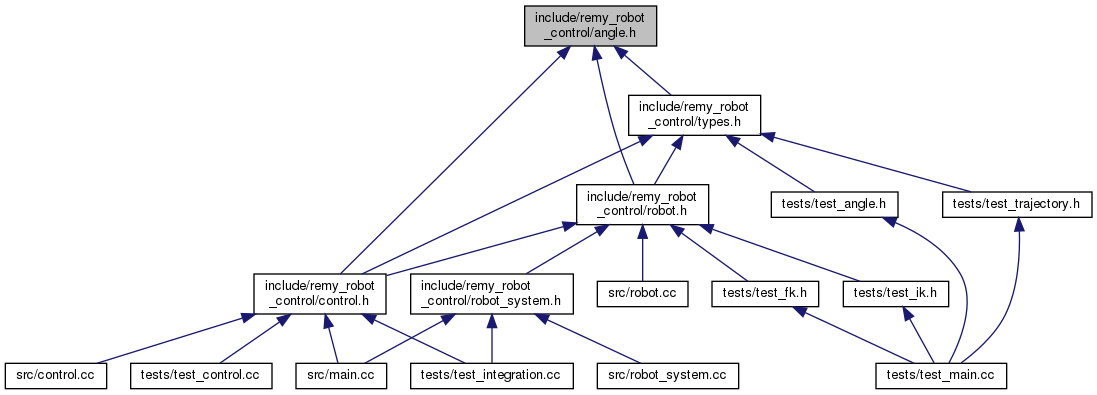 include/remy_robot
_control/angle.h
include/remy_robot
_control/types.h
include/remy_robot
_control/robot.h
tests/test_angle.h
tests/test_trajectory.h
include/remy_robot
_control/control.h
include/remy_robot
_control/robot_system.h
src/robot.cc
tests/test_fk.h
tests/test_ik.h
src/control.cc
tests/test_control.cc
src/main.cc
tests/test_integration.cc
src/robot_system.cc
tests/test_main.cc